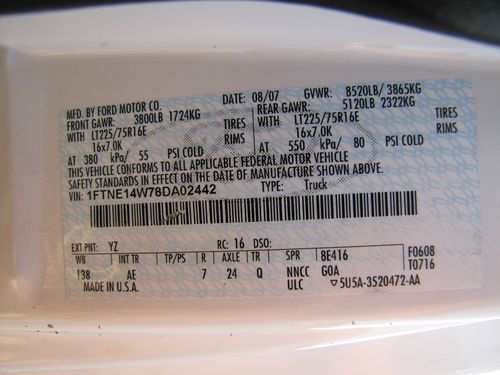 MFD. BY FORD MOTOR CO.
DATE: 08/07 GVWR: 8520LB/ 3865KG
FRONT GAWR: 3800LB 1724KG
REAR GAWR: 5120LB 2322KG
WITH LT225/75R16E TIRES WITH LT225/75R16E TIRES
16x7.0K RIMS 16x7.0K RIMS
AT 380 kPa/ 55 PSI COLD AT 550 kPa/ 80 PSI COLD
THIS VEHICLE CONFORMS TO ALL APPLICABLE FEDERAL MOTOR VEHICLE
SAFETY STANDARDS IN EFFECT ON THE DATE OF MANUFACTURE SHOWN ABOVE.
VIN: 1FTNE14W78DA02442 TYPE: Truck
EXT PNT: YZ RC: 16 DSO:
WB INT TR TP/PS R AXLE TR SPR 8E416 F0608
138 AE 7 24 Q NNCC GOA T0716
MADE IN U.S.A. ULC ▽5U5A-3520472-AA